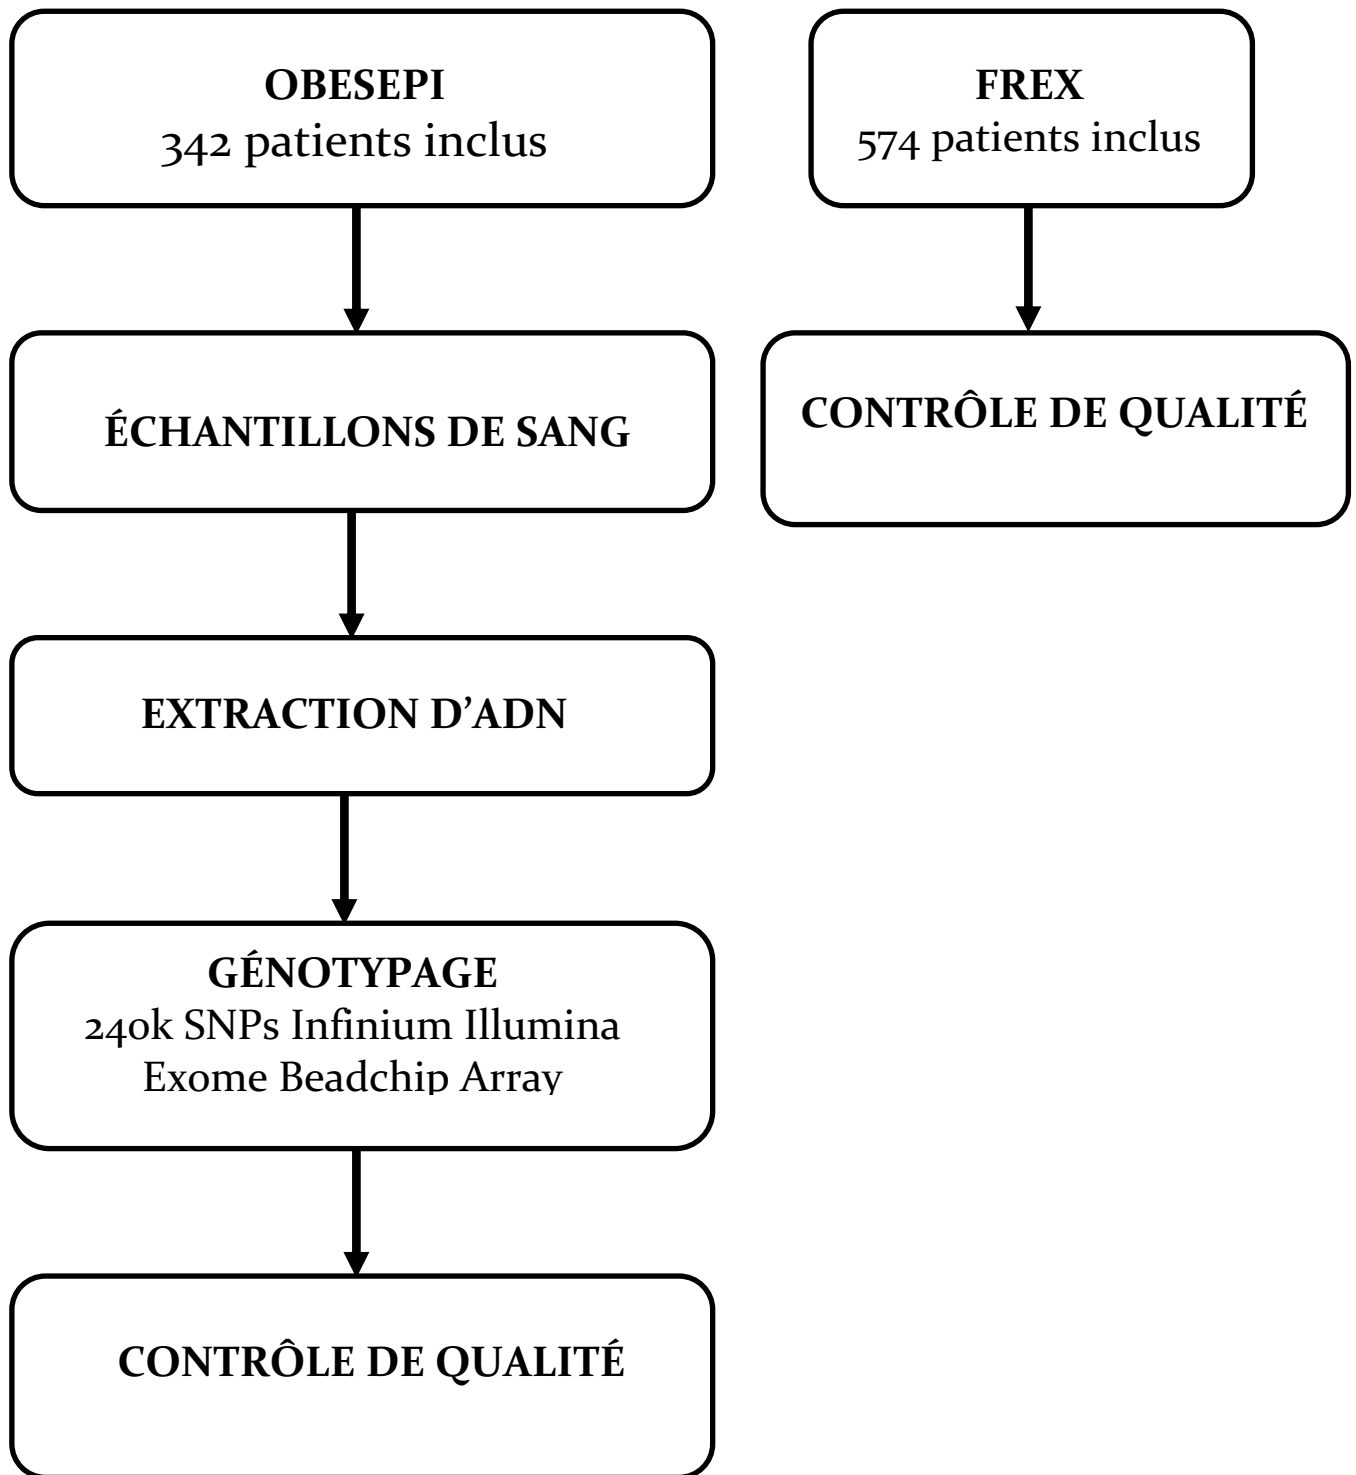 OBESEPI
342 patients inclus
FREX
574 patients inclus
ÉCHANTILLONS DE SANG
CONTRÔLE DE QUALITÉ
EXTRACTION D’ADN
GÉNOTYPAGE
240k SNPs Infinium Illumina
Exome Beadchip Array
CONTRÔLE DE QUALITÉ